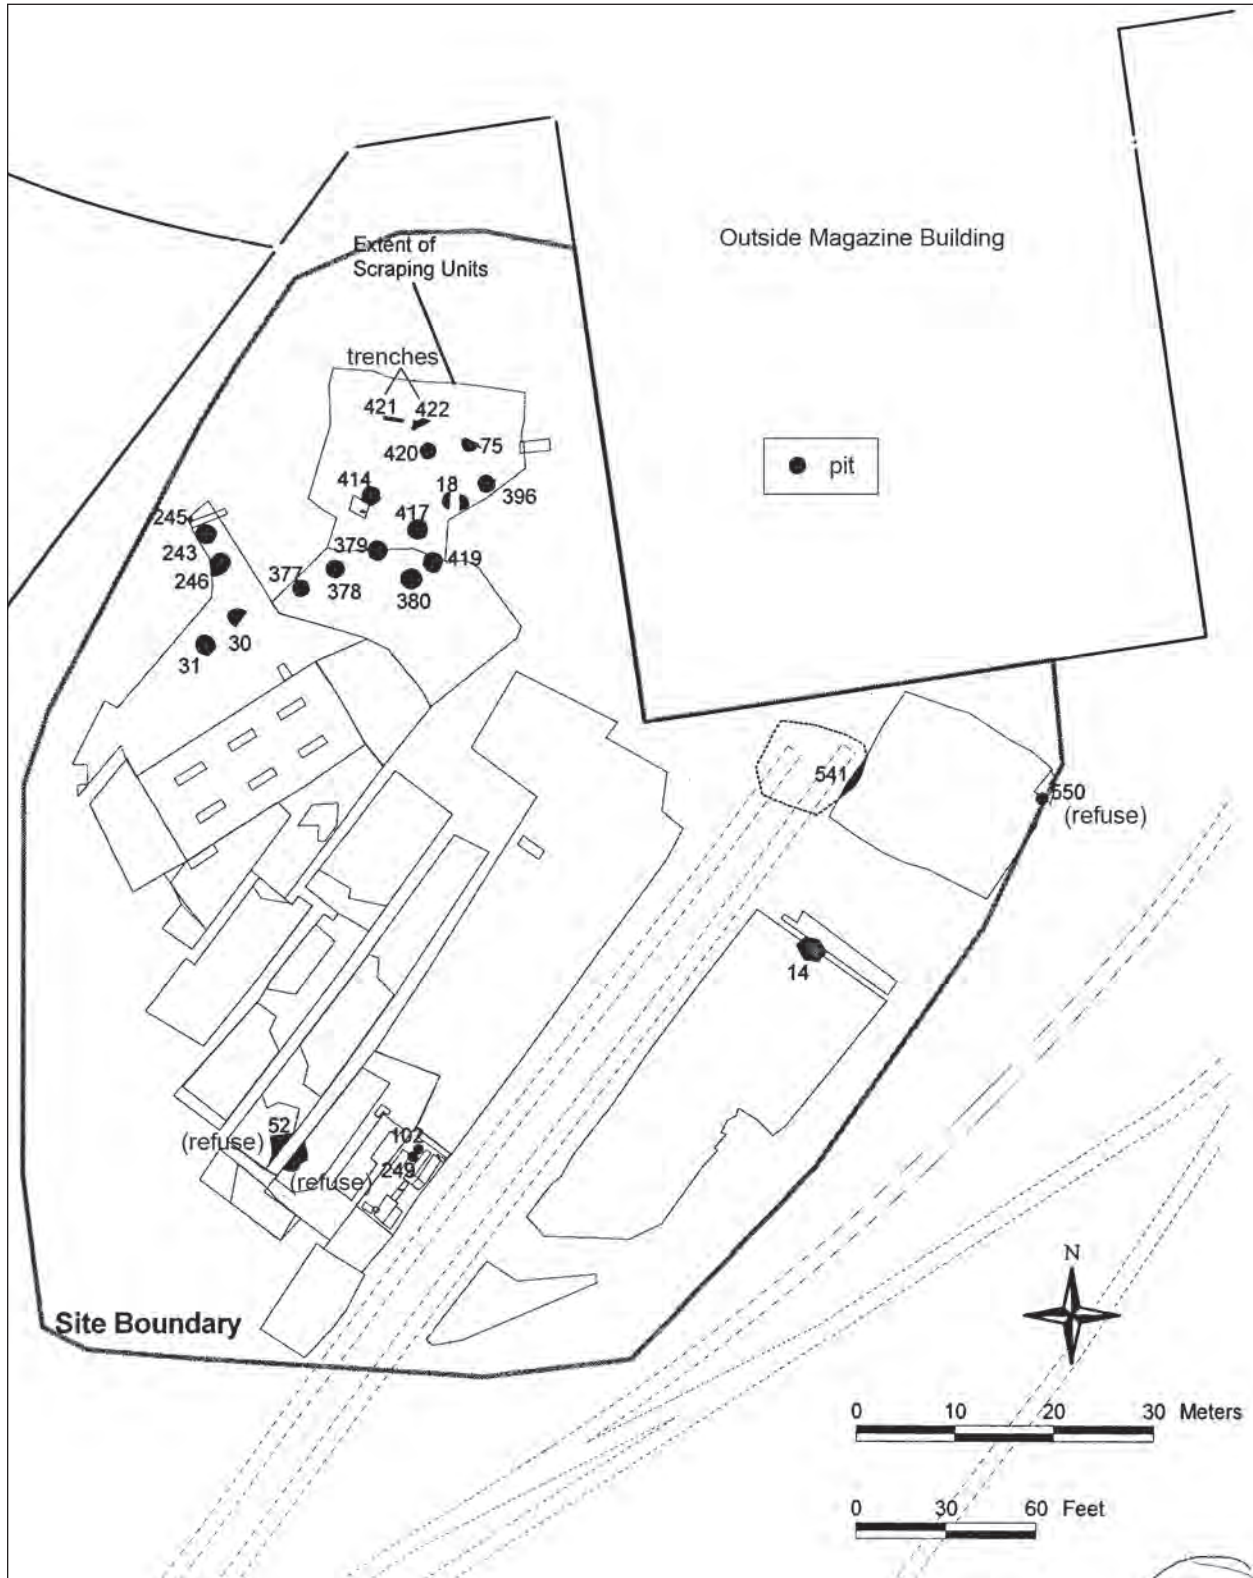 Outside Magazine Building
Extent of
Scraping Units
trenches
421
422
420
75
pit
414
18
396
245
417
243
379
419
246
377
378
380
30
31
541
550
(refuse)
14
52
(refuse)
102
249
(refuse)
N
Site Boundary
0 10 20 30 Meters
0 30 60 Feet